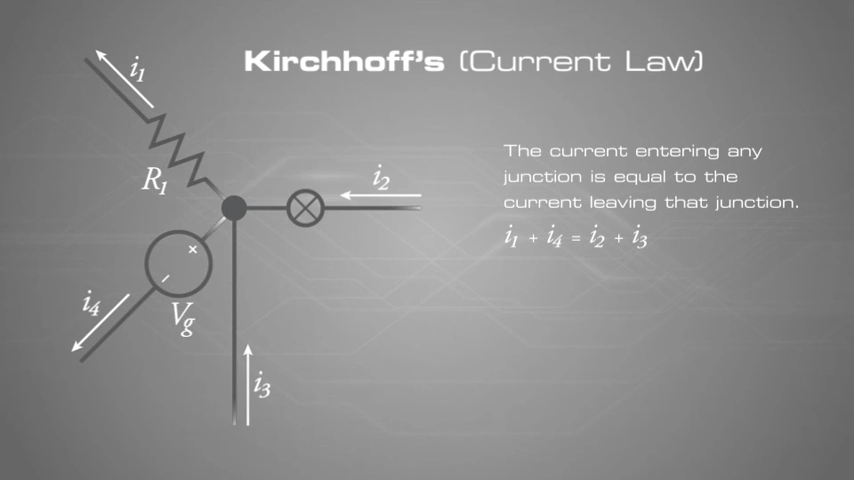 Kirchhoff's (Current Law)
i1
R1
i2
The current entering any
junction is equal to the
current leaving that junction.
i1 + i4 = i2 + i3
+
-
i4
Vg
i3